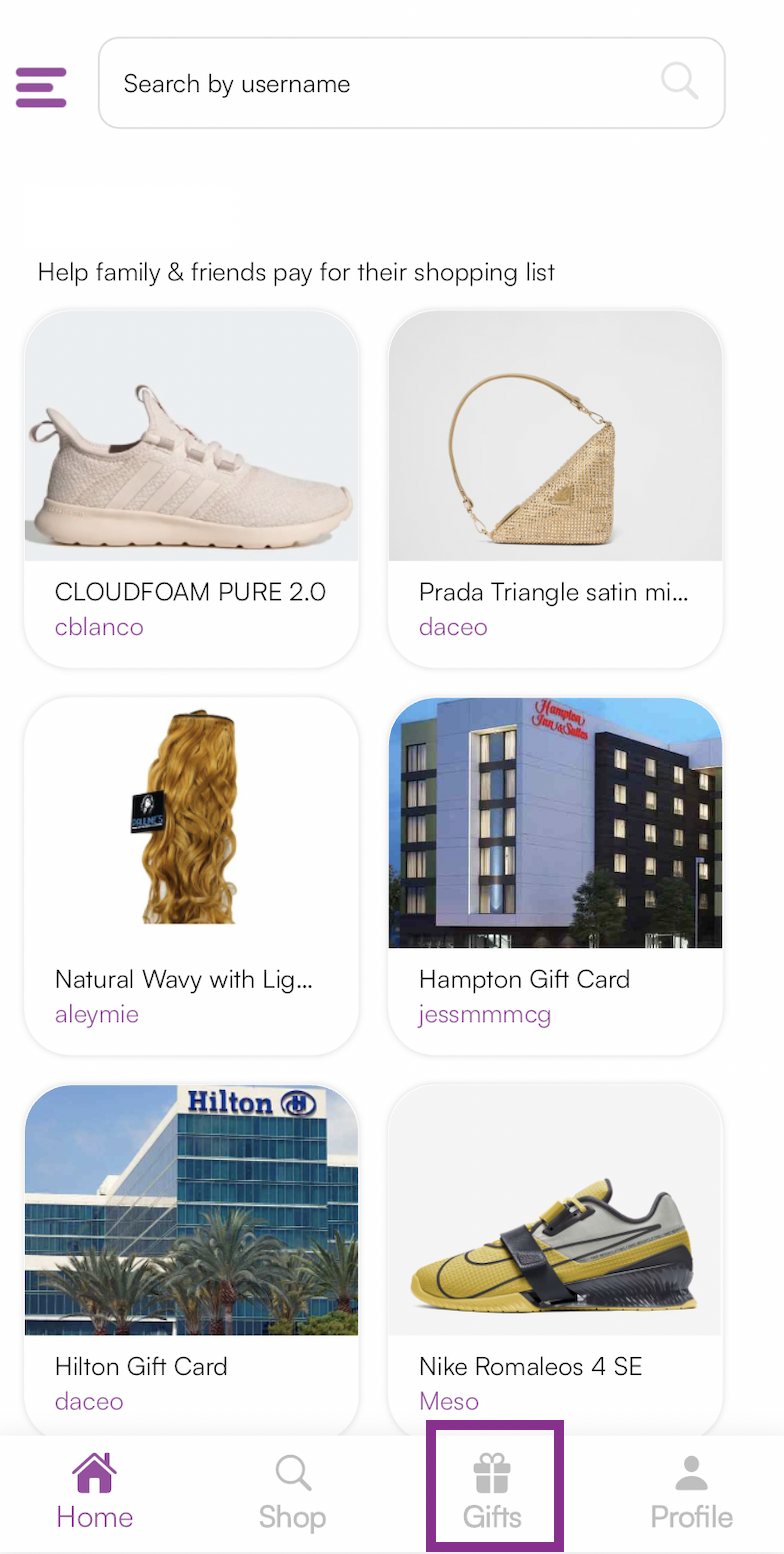 Search by username
Help family & friends pay for their shopping list
CLOUDFOAM PURE 2.0
cblanco
Prada Triangle satin mi...
daceo
PAULINE'S
Hampton
Inn & Suites
Natural Wavy with Lig...
aleymie
Hampton Gift Card
jessmmmcg
Hilton
H
Hilton Gift Card
daceo
Nike Romaleos 4 SE
Meso
Home
Shop
Gifts
Profile